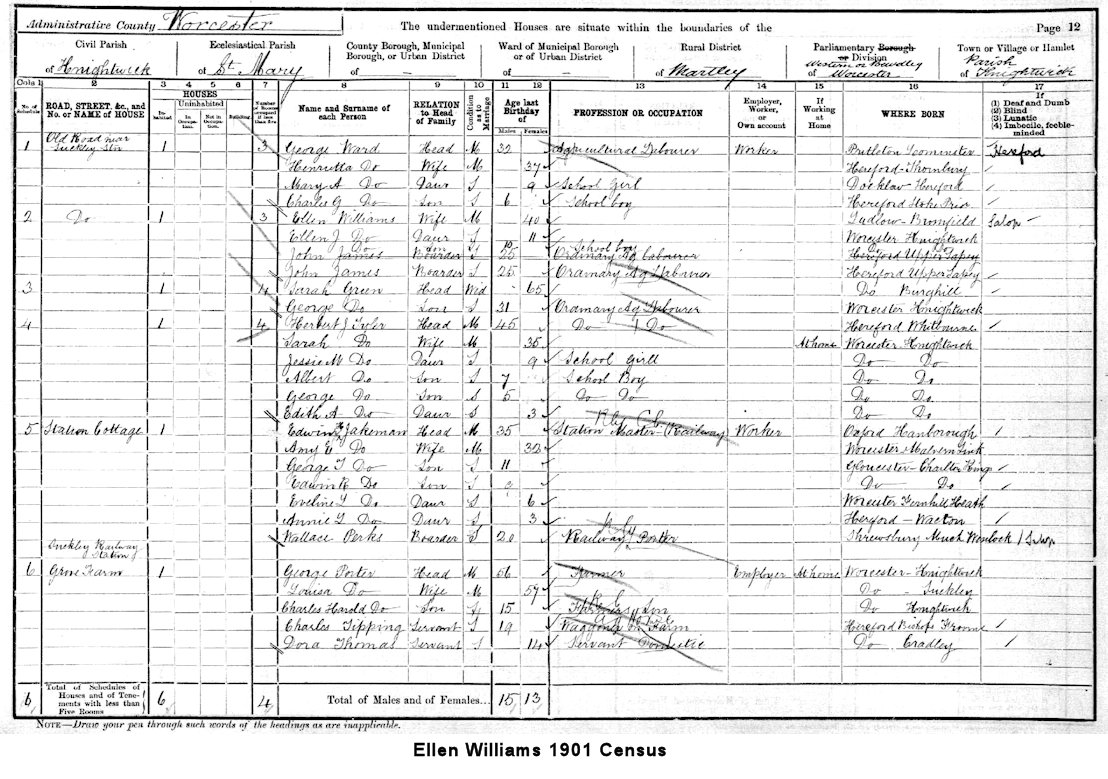 Administrative County Worcester The undermentioned Houses are situate within the boundaries of the Page 12
Civil Parish Ecclesiastical Parish County Borough, Municipal Borough, or Urban District Ward of Municipal Borough or of Urban District Rural District Parliamentary Borough or Division Town or Village or Hamlet
of Knightwick of St. Mary of of of Martley Western or Bewdley of Worcester Parish of Knightwick
Cols 1 2 3 4 5 6 7 8 9 10 11 12 13 14 15 16 17
No. of Schedule ROAD, STREET, &c., and No. or NAME of HOUSE HOUSES Inhabited Uninhabited In Occupation Not in Occupation Building Number of Rooms occupied if less than five Name and Surname of each Person RELATION to Head of Family Condition as to Marriage Age last Birthday of Males Females PROFESSION OR OCCUPATION Employer, Worker, or Own account If Working at Home WHERE BORN If (1) Deaf and Dumb (2) Blind (3) Lunatic (4) Imbecile, feeble-minded
1 Old Road near Suckley Stn 1 3 George Ward Head M 32 Agricultural Labourer Worker Leominster Hereford
Henrietta Do Wife M 37 Hereford - Thornbury
Mary A Do Daur S 9 School Girl Docklow - Hereford
Charles G Do Son S 6 School boy Hereford Stoke Prior
2 Do 1 3 Ellen Williams Wife M 40 Ludlow - Bromfield Salop
Ellen J Do Daur S 11 Worcester Knightwick
John James Do Boarder Son S 25 10 Ordinary Ag Labourer School boy Hereford Upper Sapey Do
John James Boarder S 25 Ordinary Ag Labourer Hereford Upper Sapey
3 1 4 Sarah Green Head Wid 65 Do Burghill
George Do Son S 31 Ordinary Ag Labourer Worcester Knightwick
4 1 4 Herbert J Tyler Head M 45 Do Do Hereford Whitbourne
Sarah Do Wife M 35 At home Worcester Knightwick
Jessie M Do Daur S 9 School Girll Do Do
Albert Do Son S 7 School Boy Do Do
George Do Son S 5 Do Do Do Do
Edith A Do Daur S 3 Do Do
5 Station Cottage 1 Edwin Jakeman Head M 35 Station Master - Railway Worker Oxford Hanborough
Amy E Do Wife M 32 Worcester Malvern Link
George T Do Son S 11 Gloucester - Charlton Kings
Edwin R Do Son S 9 Do Do
Eveline Do Daur S 6 Worcester Fernhill Heath
Annie Do Daur S 3 Hereford - Wacton
Suckley Railway Station Wallace Perks Boarder S 20 Railway Porter Shrewsbury Much Wenlock Salop
6 Grove Farm 1 George Porter Head M 56 Farmer Employer At home Worcester - Knightwick
Louisa Do Wife M 59 Do - Suckley
Charles Harold Do Son S 15 Farmers Son Do Knightwick
Charles Tipping Servant S 19 Waggoner on Farm Hereford Bishops Froome
Dora Thomas Servant S 14 Servant Domestic Do Cradley
6 Total of Schedules of Houses and of Tenements with less than Five Rooms 6 4 Total of Males and of Females... 15 13
NOTE—Draw your pen through such words of the headings as are inapplicable.
Ellen Williams 1901 Census